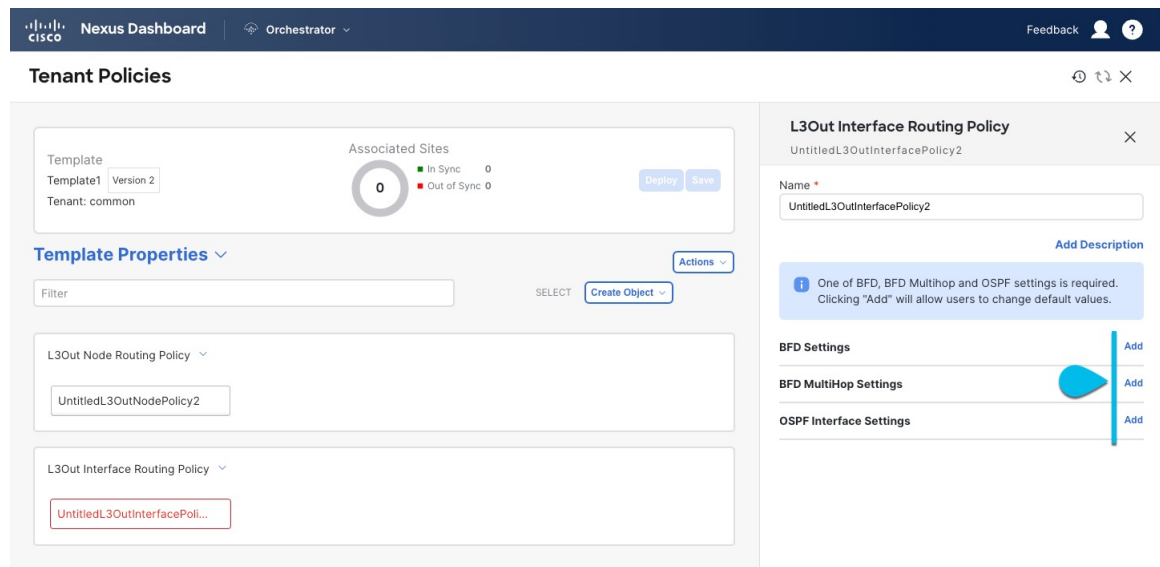 CISCO Nexus Dashboard Orchestrator Feedback ?
Tenant Policies
Template
Template1 Version 2
Tenant: common
Associated Sites
0
In Sync 0
Out of Sync 0
Deploy Save
Template Properties
Actions
Filter
SELECT Create Object
L3Out Node Routing Policy
UntitledL3OutNodePolicy2
L3Out Interface Routing Policy
UntitledL3OutInterfacePoli...
L3Out Interface Routing Policy
UntitledL3OutInterfacePolicy2
Name *
UntitledL3OutInterfacePolicy2
Add Description
i One of BFD, BFD Multihop and OSPF settings is required.
Clicking "Add" will allow users to change default values.
BFD Settings Add
BFD MultiHop Settings Add
OSPF Interface Settings Add